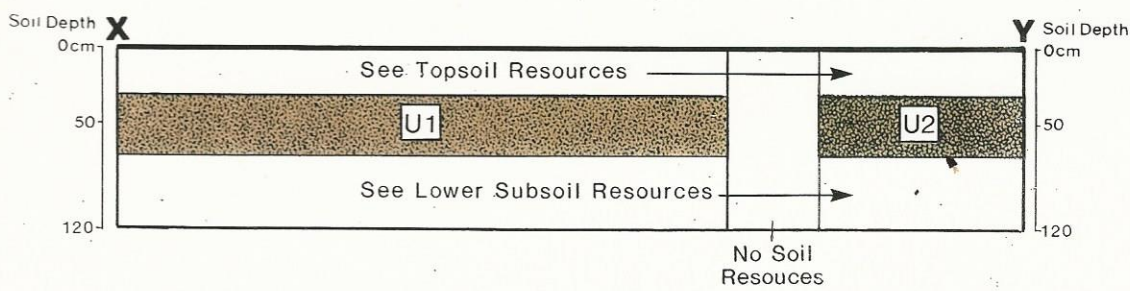 Soil Depth X
Y Soil Depth
0cm
0cm
See Topsoil Resources
50
U1
U2
50
See Lower Subsoil Resources
120
120
No Soil
Resouces